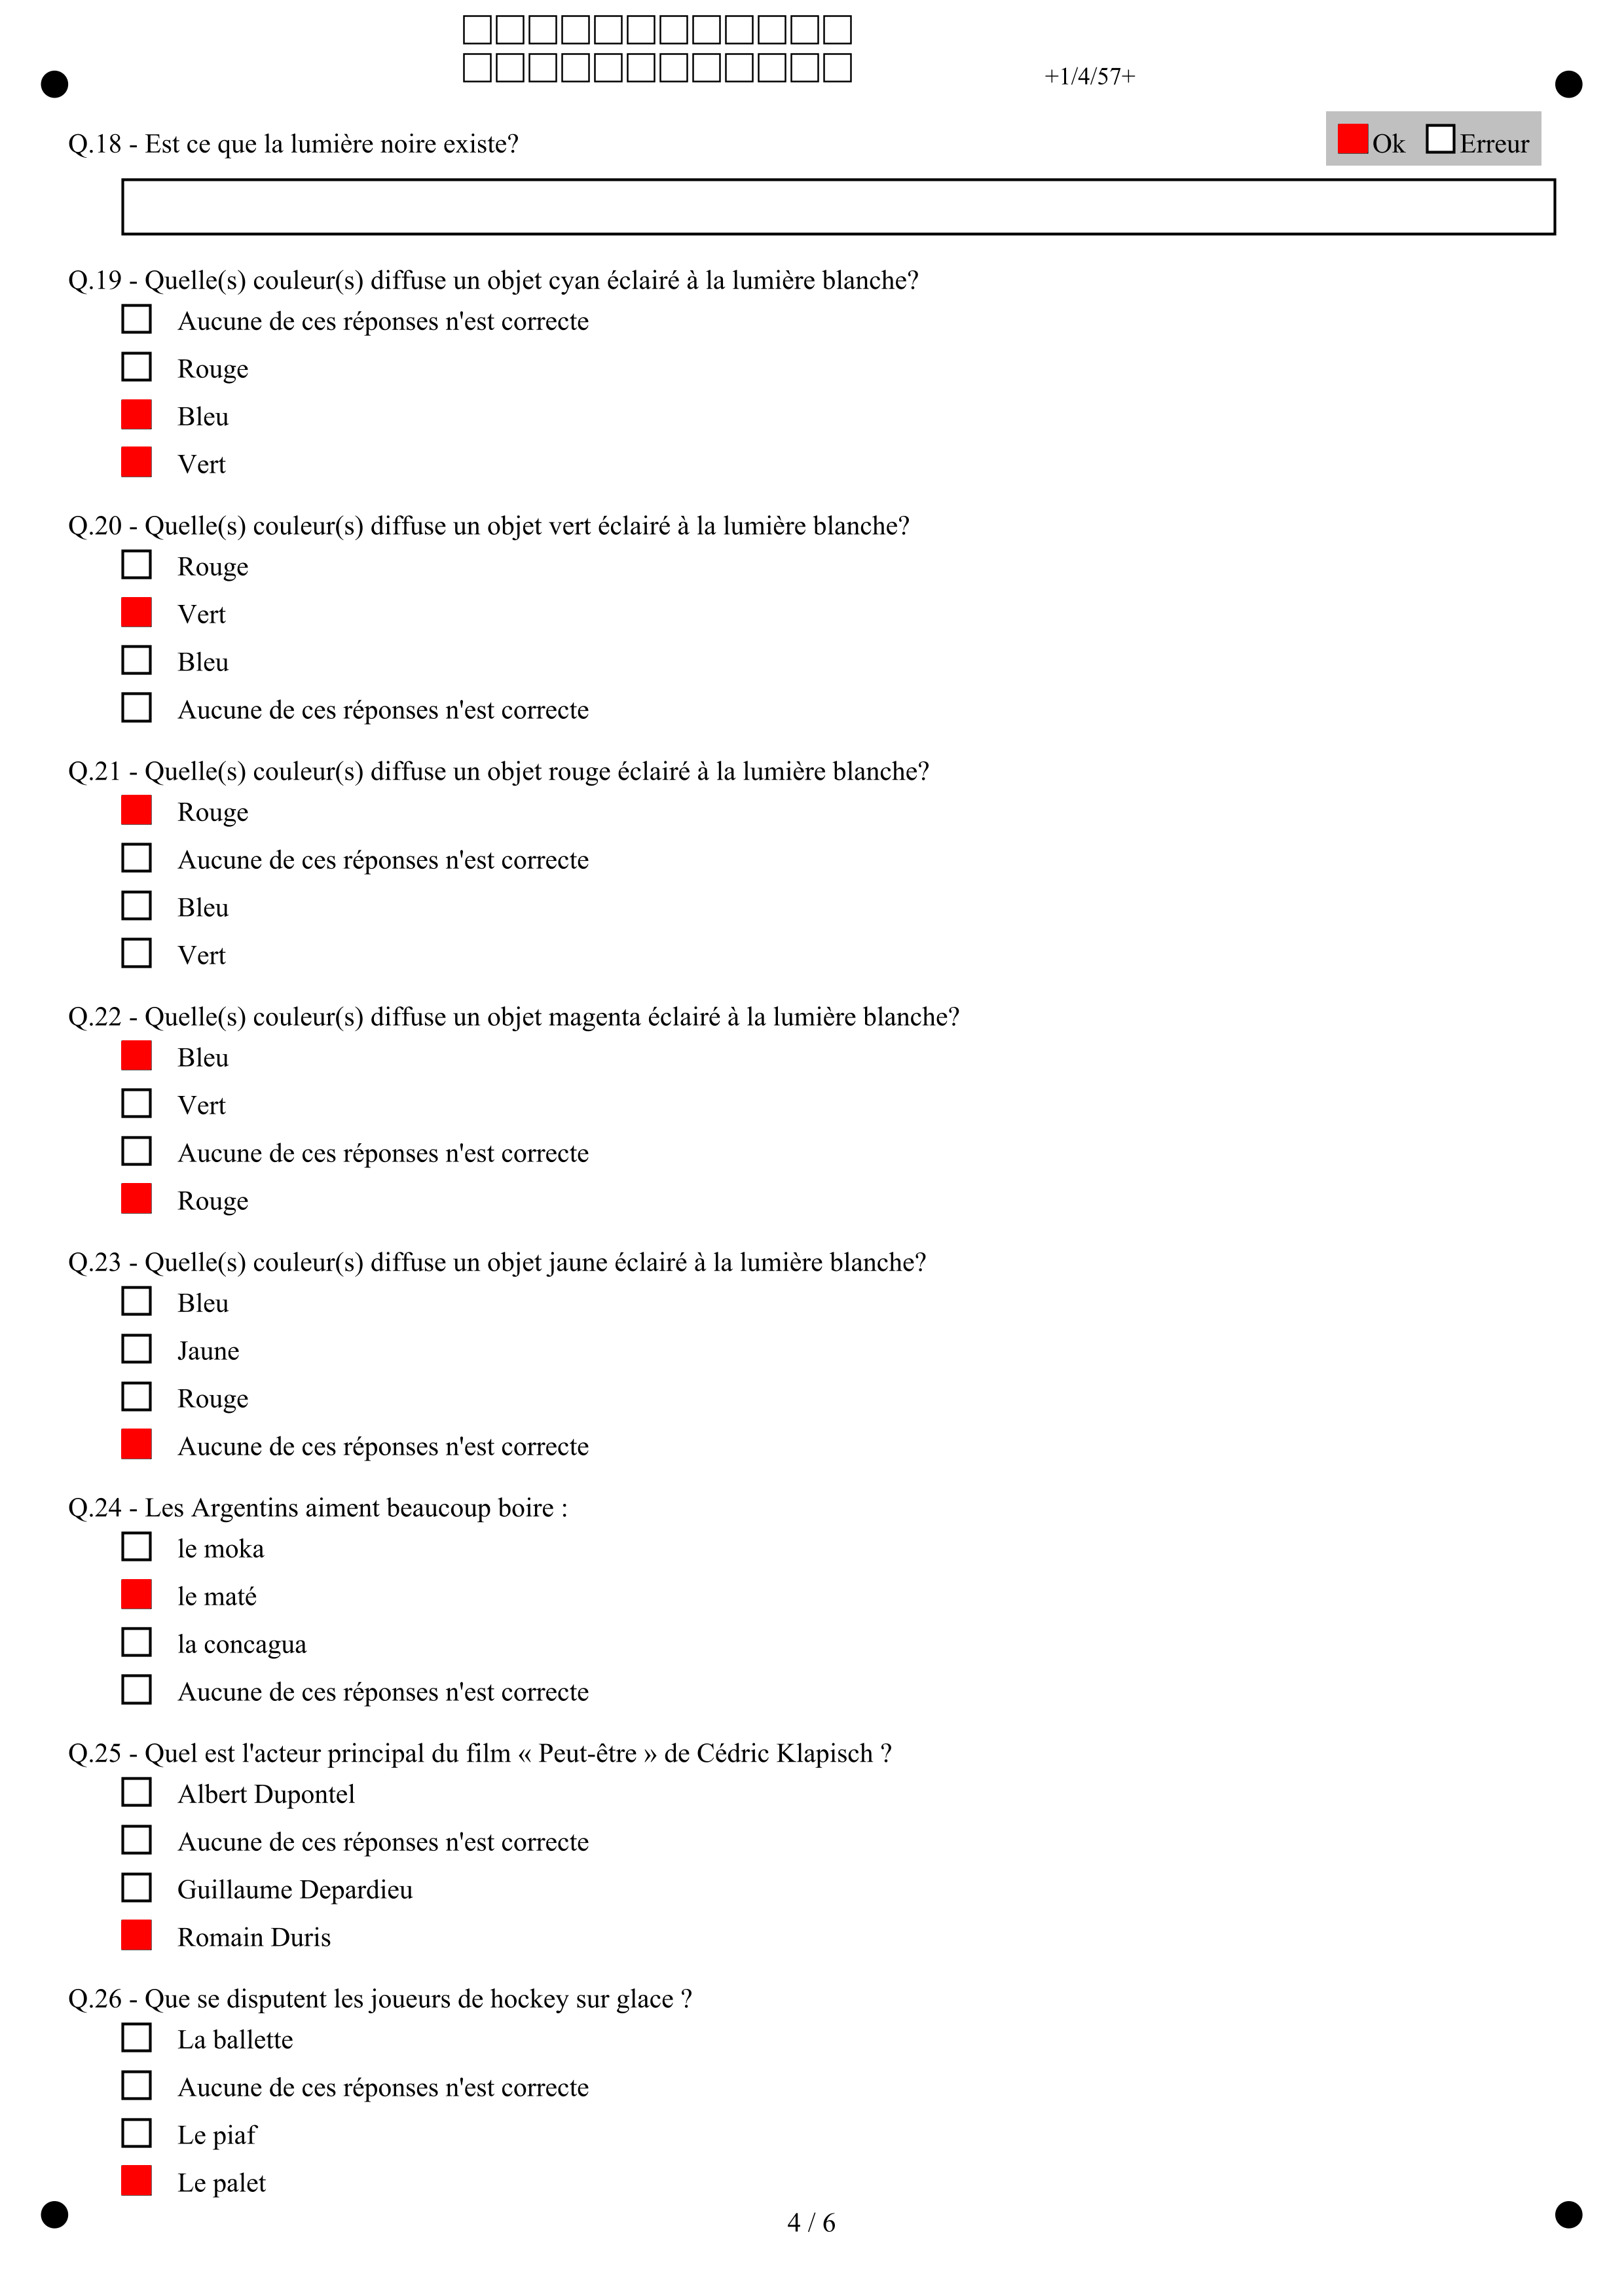 +1/4/57+
Q.18 - Est ce que la lumière noire existe?
Ok Erreur
Q.19 - Quelle(s) couleur(s) diffuse un objet cyan éclairé à la lumière blanche?
Aucune de ces réponses n'est correcte
Rouge
Bleu
Vert
Q.20 - Quelle(s) couleur(s) diffuse un objet vert éclairé à la lumière blanche?
Rouge
Vert
Bleu
Aucune de ces réponses n'est correcte
Q.21 - Quelle(s) couleur(s) diffuse un objet rouge éclairé à la lumière blanche?
Rouge
Aucune de ces réponses n'est correcte
Bleu
Vert
Q.22 - Quelle(s) couleur(s) diffuse un objet magenta éclairé à la lumière blanche?
Bleu
Vert
Aucune de ces réponses n'est correcte
Rouge
Q.23 - Quelle(s) couleur(s) diffuse un objet jaune éclairé à la lumière blanche?
Bleu
Jaune
Rouge
Aucune de ces réponses n'est correcte
Q.24 - Les Argentins aiment beaucoup boire :
le moka
le maté
la concagua
Aucune de ces réponses n'est correcte
Q.25 - Quel est l'acteur principal du film « Peut-être » de Cédric Klapisch ?
Albert Dupontel
Aucune de ces réponses n'est correcte
Guillaume Depardieu
Romain Duris
Q.26 - Que se disputent les joueurs de hockey sur glace ?
La ballette
Aucune de ces réponses n'est correcte
Le piaf
Le palet
4 / 6